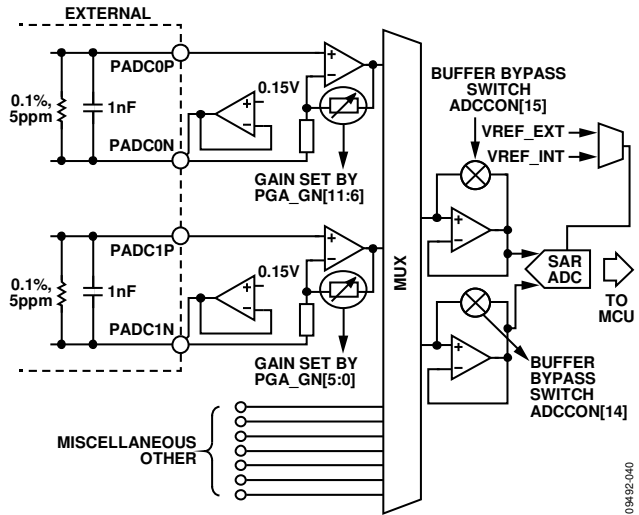 EXTERNAL
PADC0P
0.1%,
5ppm
1nF
PADC0N
0.15V
+
−
+
−
GAIN SET BY
PGA_GN[11:6]
PADC1P
0.1%,
5ppm
1nF
PADC1N
0.15V
+
−
+
−
GAIN SET BY
PGA_GN[5:0]
MISCELLANEOUS
OTHER
MUX
BUFFER BYPASS
SWITCH
ADCCON[15]
VREF_EXT
VREF_INT
+
−
SAR
ADC
TO
MCU
+
−
BUFFER
BYPASS
SWITCH
ADCCON[14]
09492-040